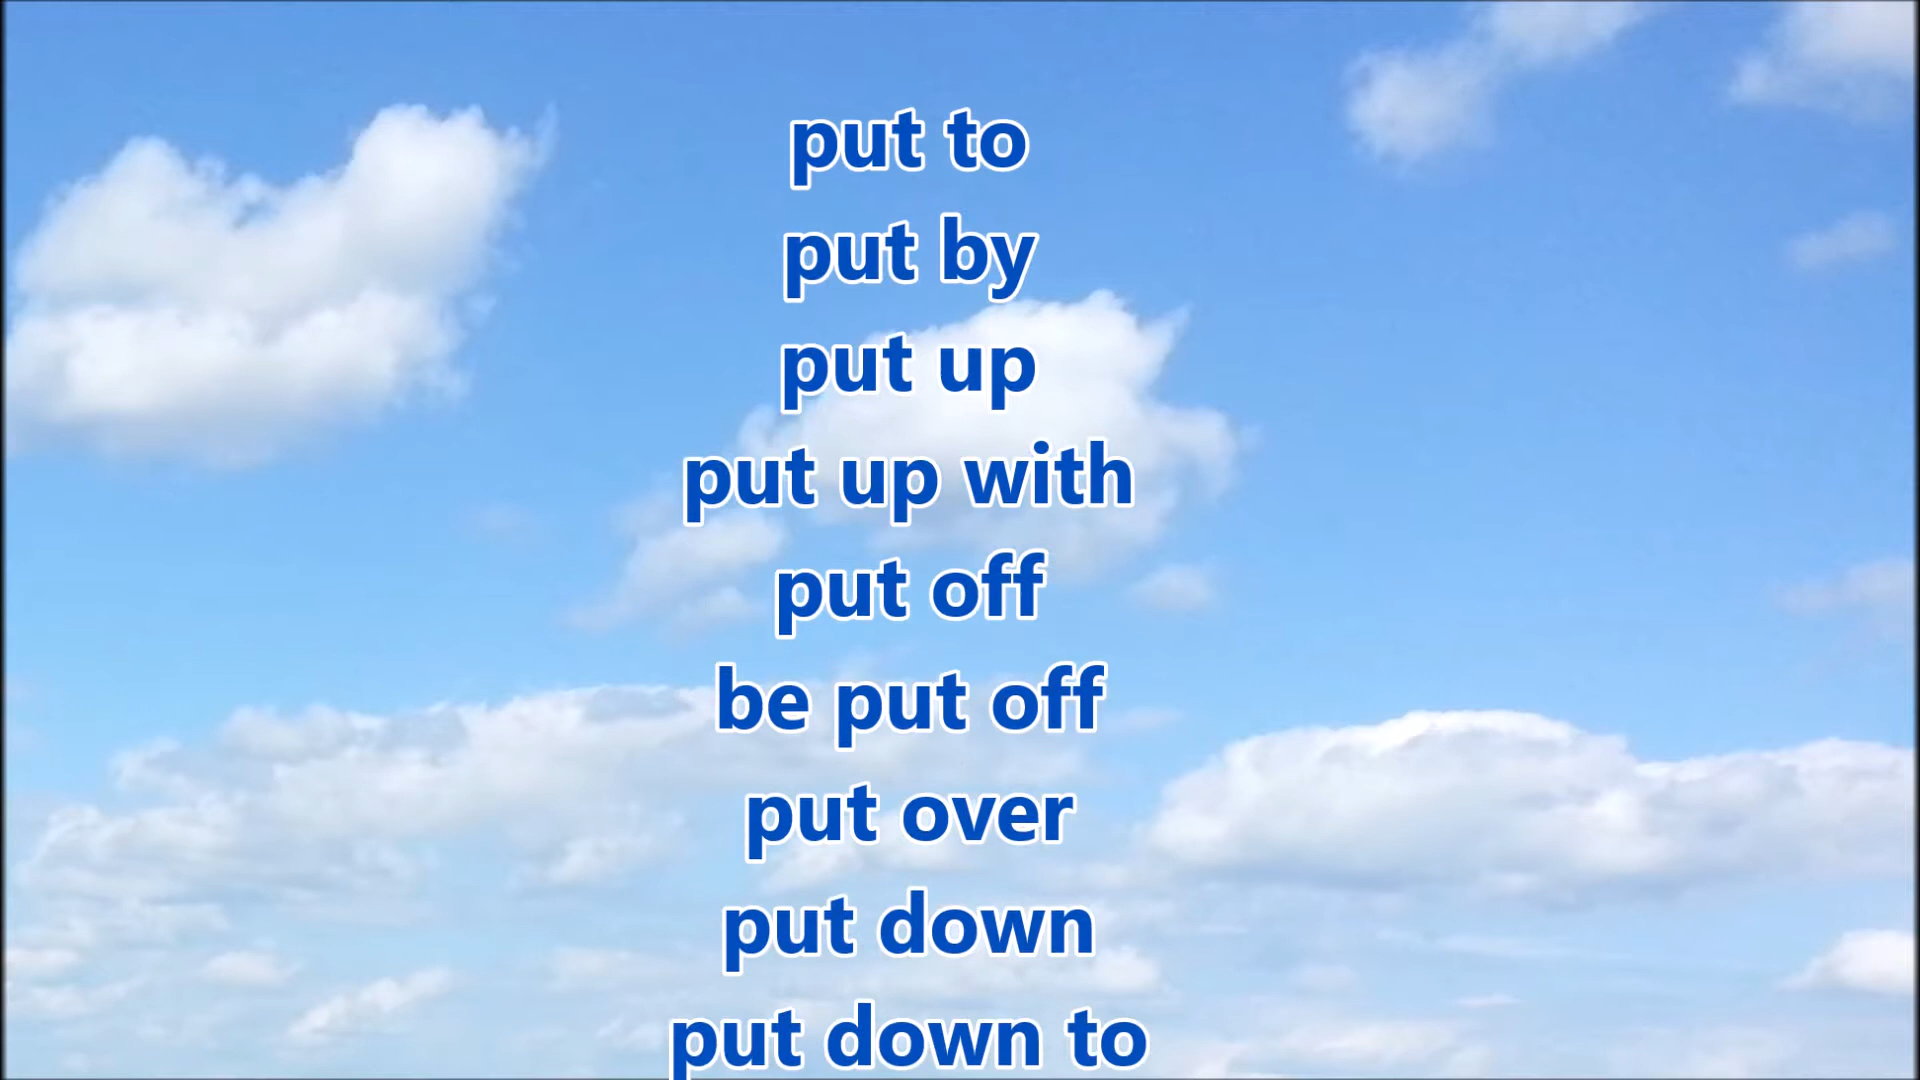 put to
put by
put up
put up with
put off
be put off
put over
put down
put down to